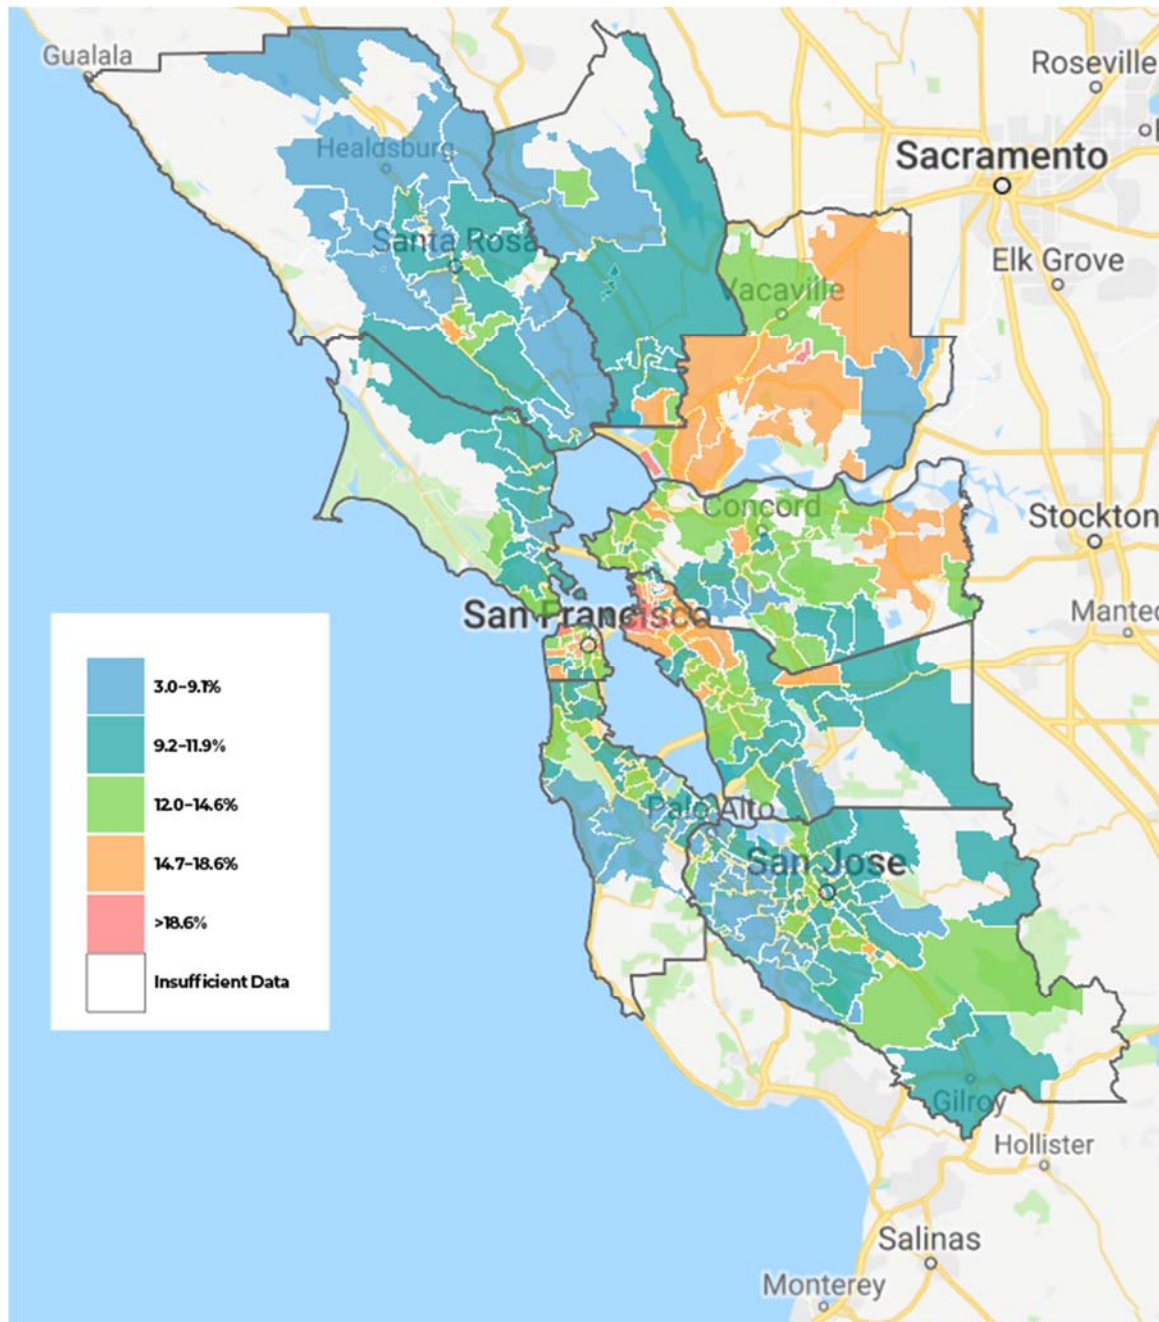 Gualala
Roseville
Healdsburg
Sacramento
Santa Rosa
Elk Grove
Vacaville
Concord
Stockton
San Francisco
Mantec
3.0–9.1%
9.2–11.9%
12.0–14.6%
14.7–18.6%
>18.6%
Insufficient Data
Palo Alto
San Jose
Gilroy
Hollister
Salinas
Monterey